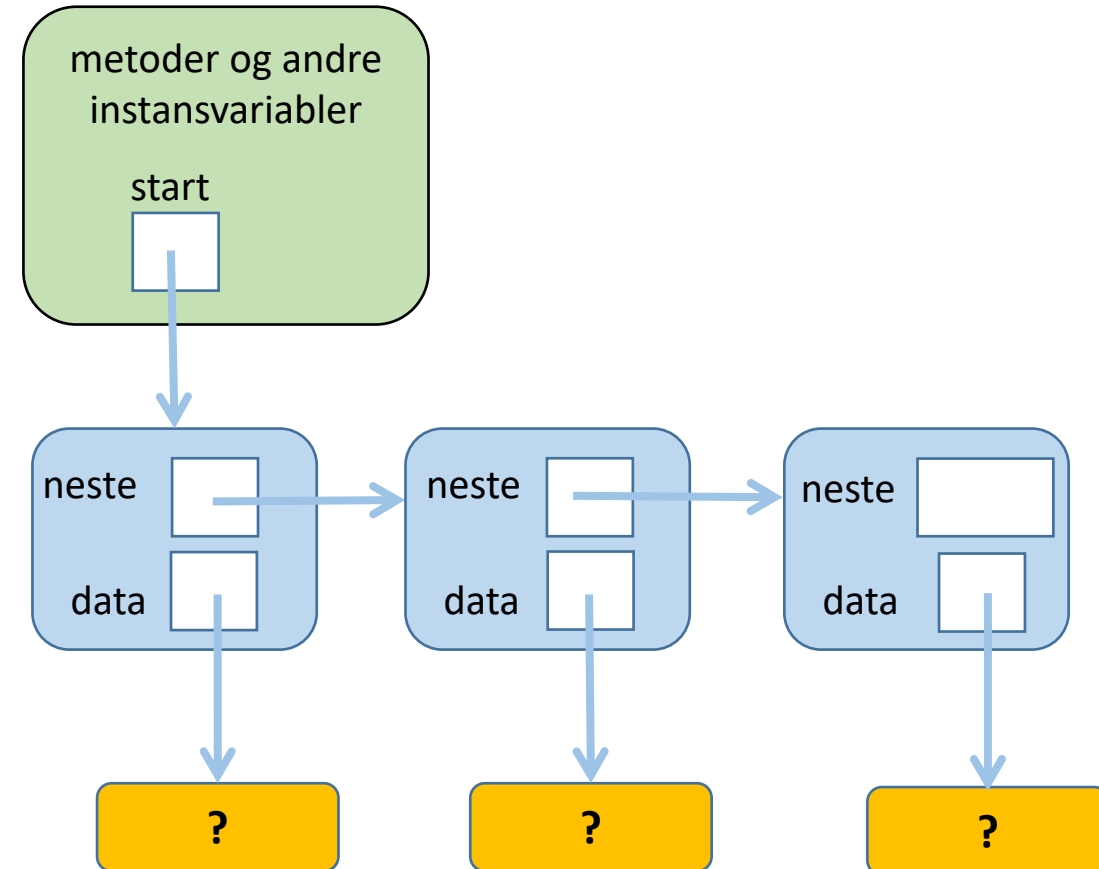 metoder og andre
instansvariabler
start
neste
neste
neste
data
data
data
?
?
?